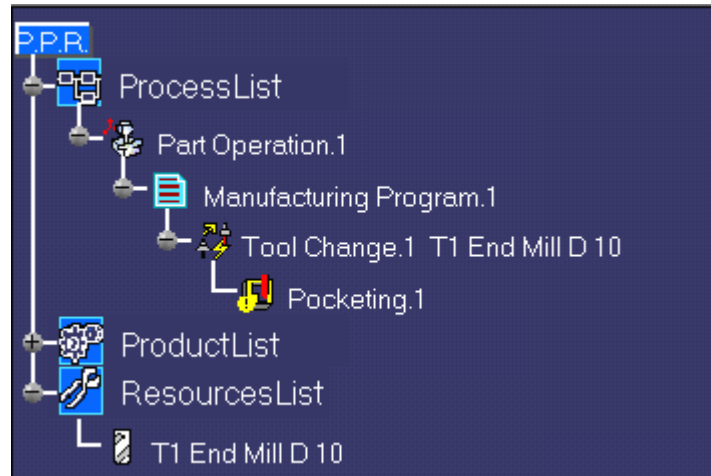 P.P.R.
ProcessList
Part Operation.1
Manufacturing Program.1
Tool Change.1 T1 End Mill D 10
Pocketing.1
ProductList
ResourcesList
T1 End Mill D 10